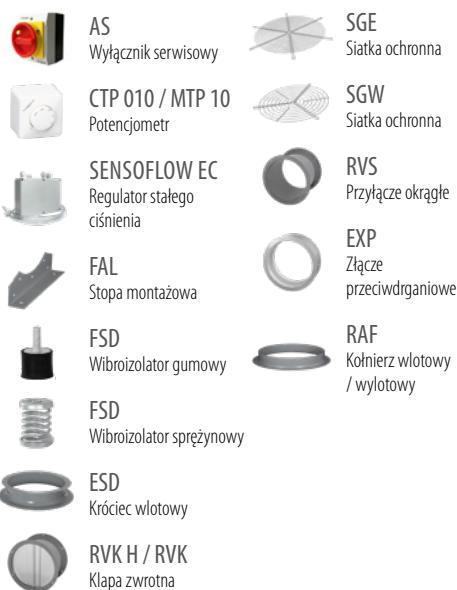 AS
Wyłącznik serwisowy
CTP 010 / MTP 10
Potencjometr
SENSOFLOW EC
Regulator stałego
ciśnienia
FAL
Stopa montażowa
FSD
Wibroizolator gumowy
FSD
Wibroizolator sprężynowy
ESD
Króciec wlotowy
RVK H / RVK
Klapa zwrotna
SGE
Siatka ochronna
SGW
Siatka ochronna
RVS
Przyłącze okrągłe
EXP
Złącze
przeciwdrganiowe
RAF
Kołnierz wlotowy
/ wylotowy